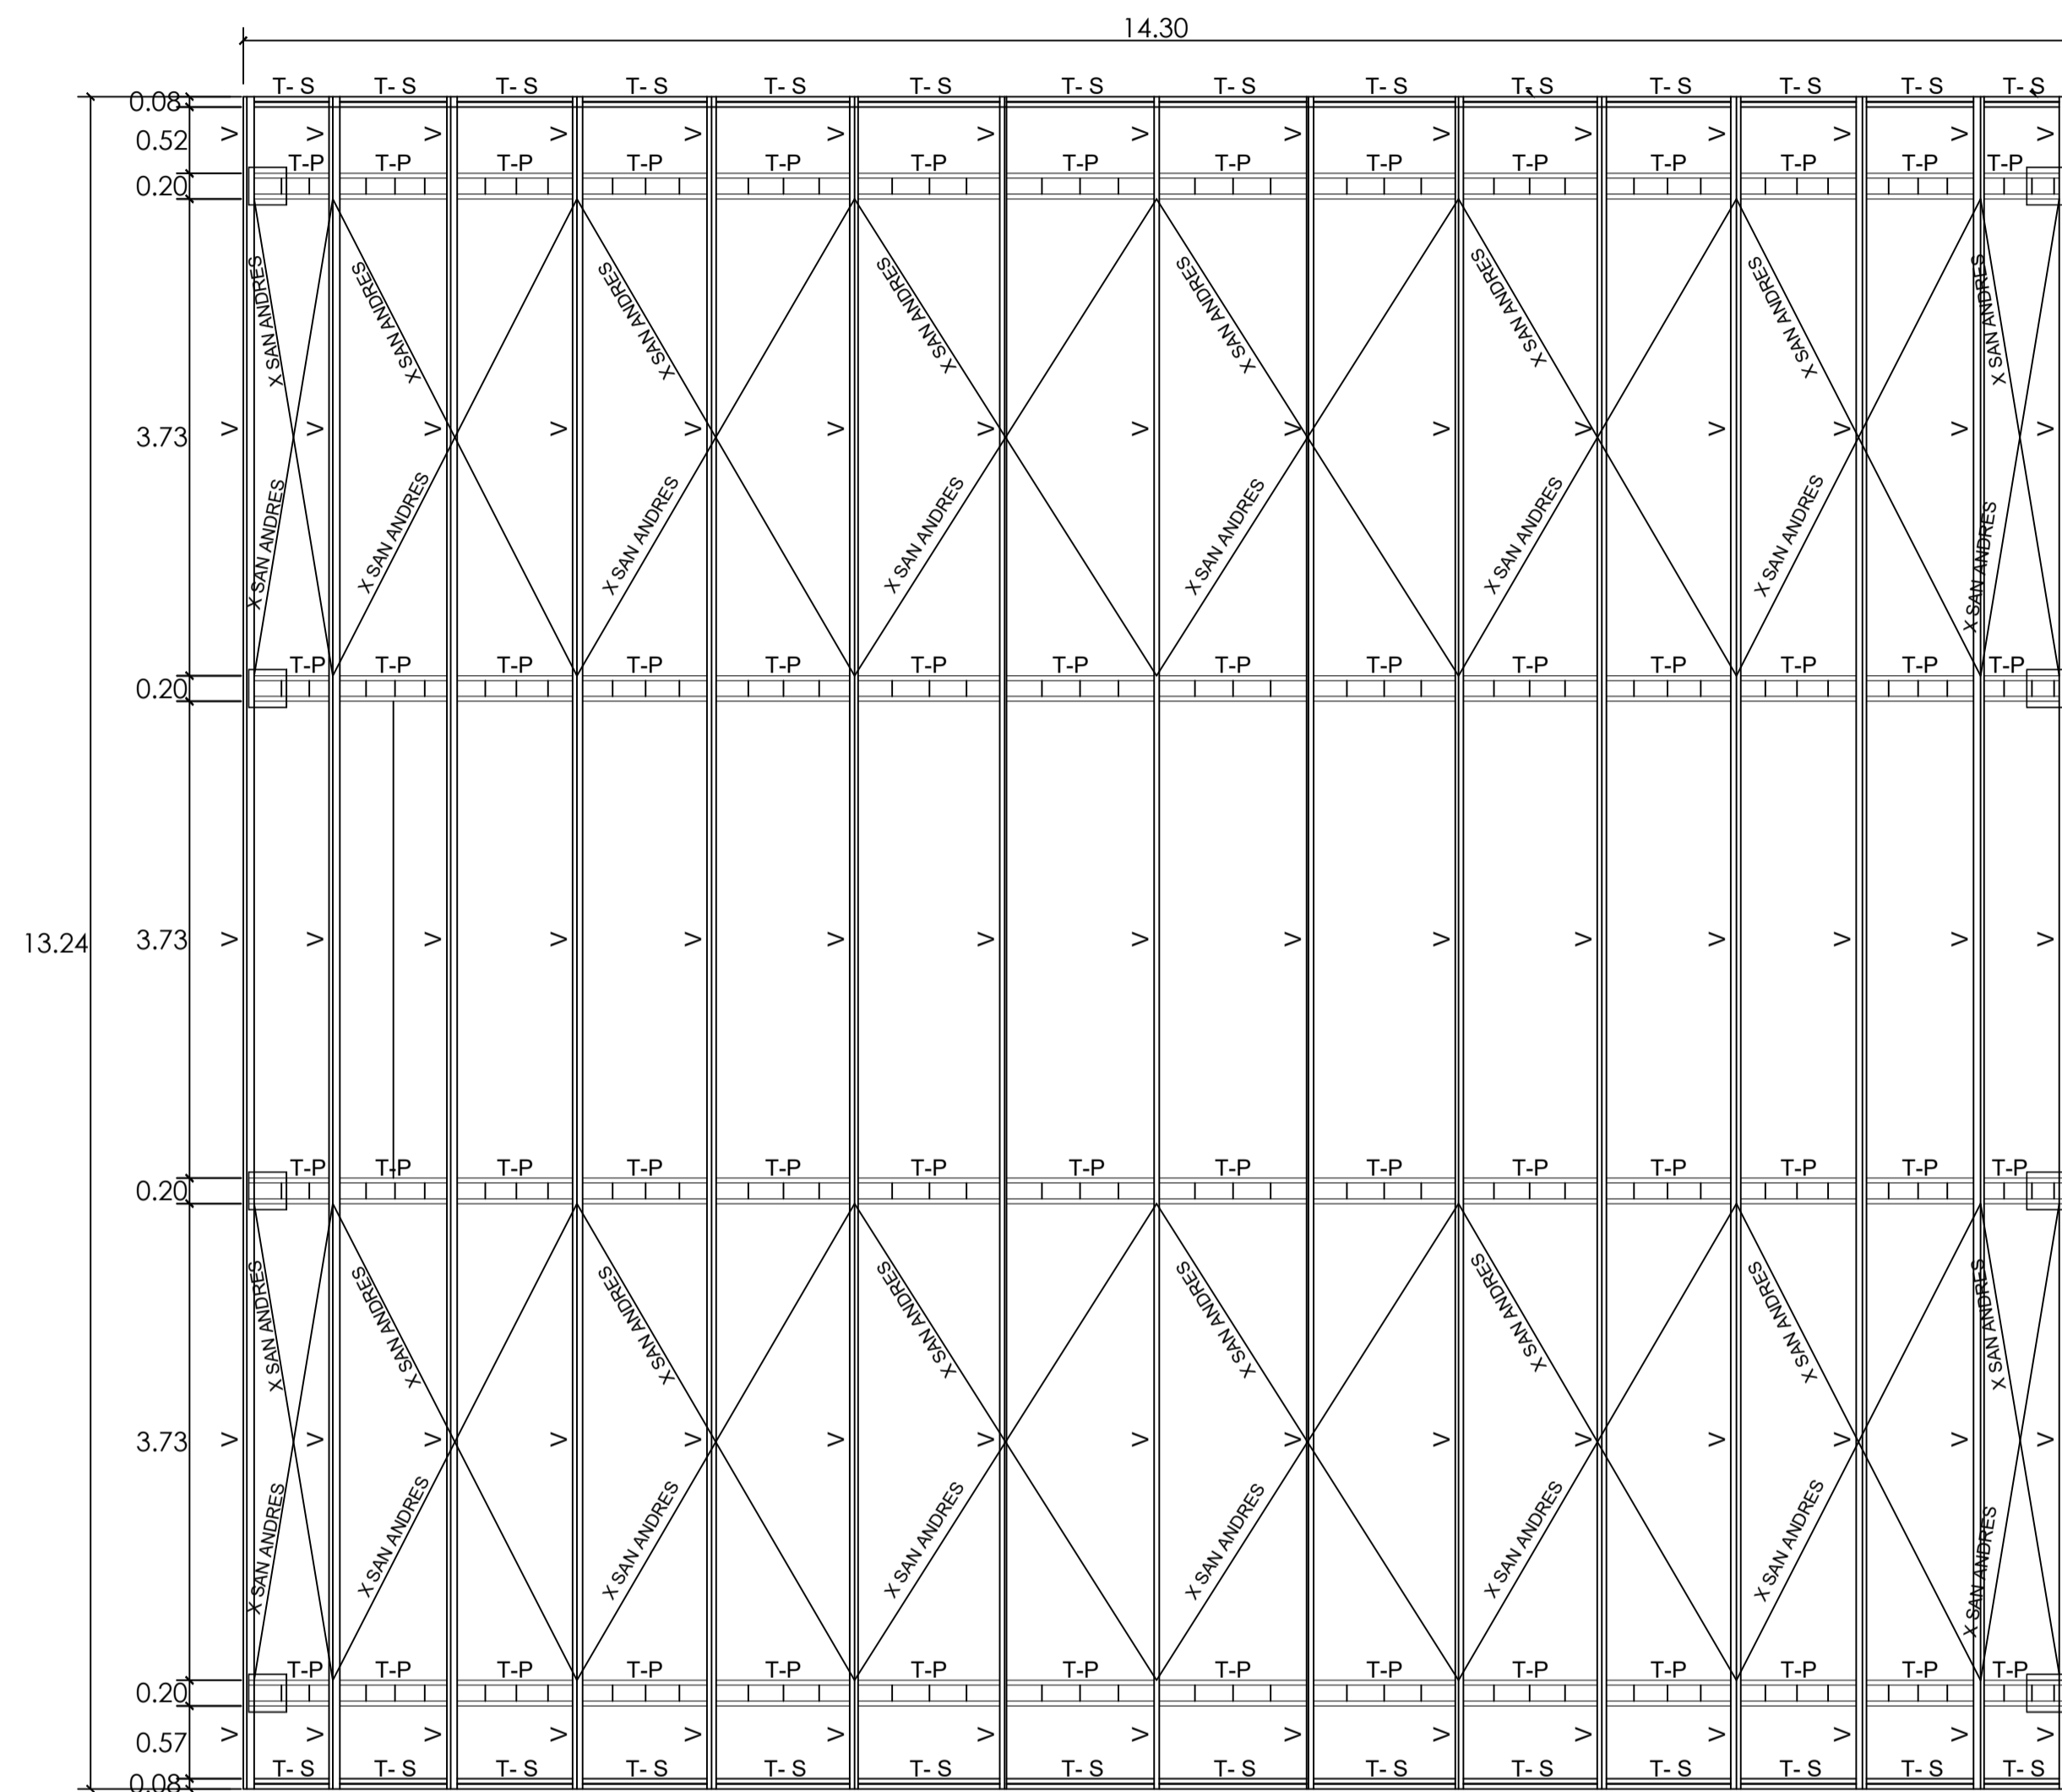 14.30
T- S T- S T- S T- S T- S T- S T- S T- S T- S T- S T- S T- S T- S T- S
0.08
0.52 V V V V V V V V V V V V V V V
T-P T-P T-P T-P T-P T-P T-P T-P T-P T-P T-P T-P T-P T-P
0.20
X SAN ANDRES X SAN ANDRES X SAN ANDRES X SAN ANDRES X SAN ANDRES X SAN ANDRES X SAN ANDRES X SAN ANDRES
3.73 V V V V V V V V V V V V V V V
X SAN ANDRES X SAN ANDRES X SAN ANDRES X SAN ANDRES X SAN ANDRES X SAN ANDRES X SAN ANDRES X SAN ANDRES
T-P T-P T-P T-P T-P T-P T-P T-P T-P T-P T-P T-P T-P T-P
0.20
13.24 3.73 V V V V V V V V V V V V V V V
T-P T-P T-P T-P T-P T-P T-P T-P T-P T-P T-P T-P T-P T-P
0.20
X SAN ANDRES X SAN ANDRES X SAN ANDRES X SAN ANDRES X SAN ANDRES X SAN ANDRES X SAN ANDRES X SAN ANDRES
3.73 V V V V V V V V V V V V V V V
X SAN ANDRES X SAN ANDRES X SAN ANDRES X SAN ANDRES X SAN ANDRES X SAN ANDRES X SAN ANDRES X SAN ANDRES
T-P T-P T-P T-P T-P T-P T-P T-P T-P T-P T-P T-P T-P T-P
0.20
0.57 V V V V V V V V V V V V V V V
T- S T- S T- S T- S T- S T- S T- S T- S T- S T- S T- S T- S T- S T- S
0.08